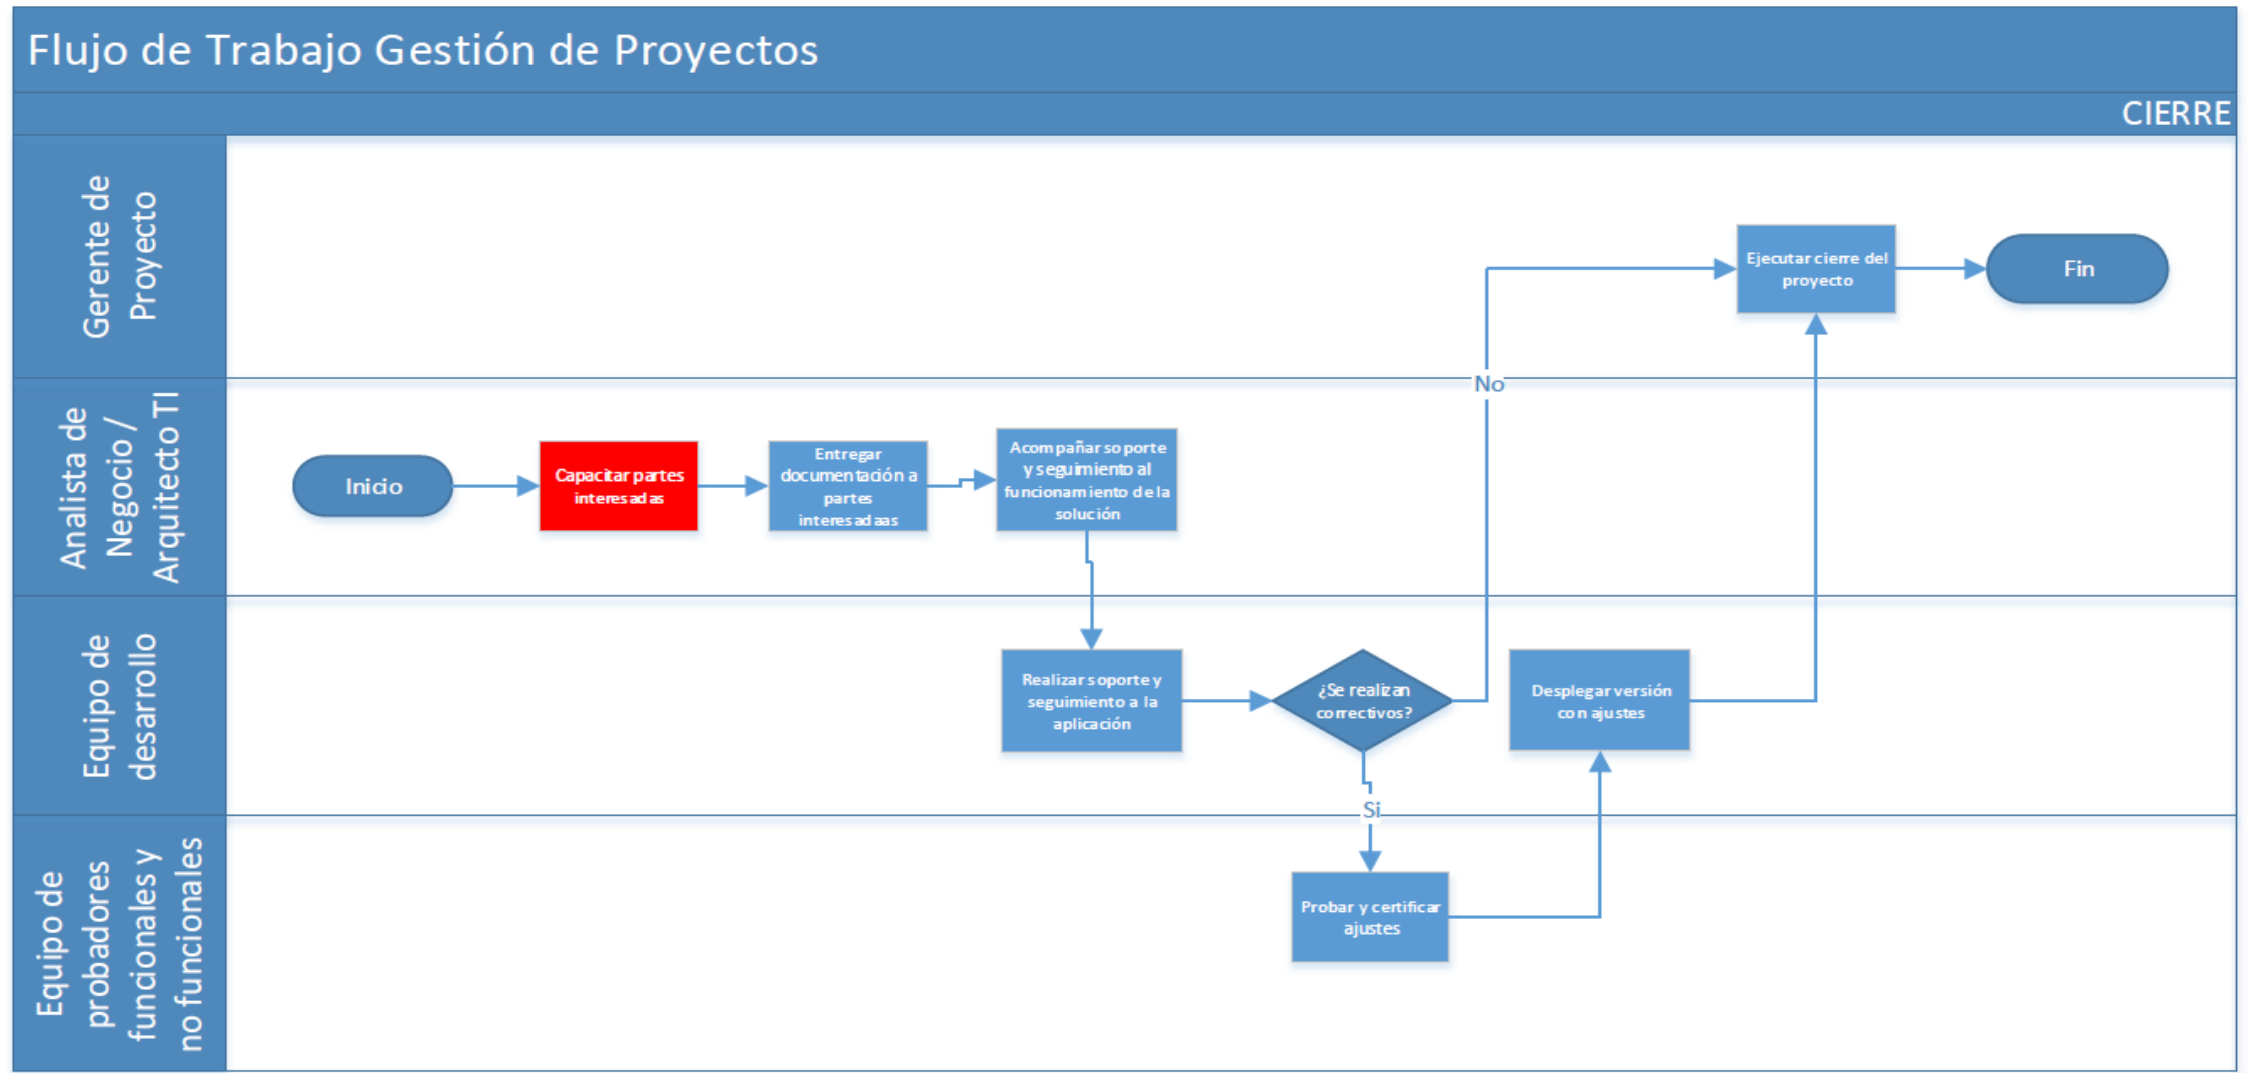 Flujo de Trabajo Gestión de Proyectos
CIERRE
Gerente de
Proyecto
Ejecutar cierre del
proyecto
Fin
No
Analista de
Negocio /
Arquitecto TI
Inicio
Capacitar partes
interesadas
Entregar
documentación a
partes
interesadaas
Acompañar soporte
y seguimiento al
funcionamiento de la
solución
Equipo de
desarrollo
Realizar soporte y
seguimiento a la
aplicación
¿Se realizan
correctivos?
Desplegar versión
con ajustes
Si
Equipo de
probadores
funcionales y
no funcionales
Probar y certificar
ajustes